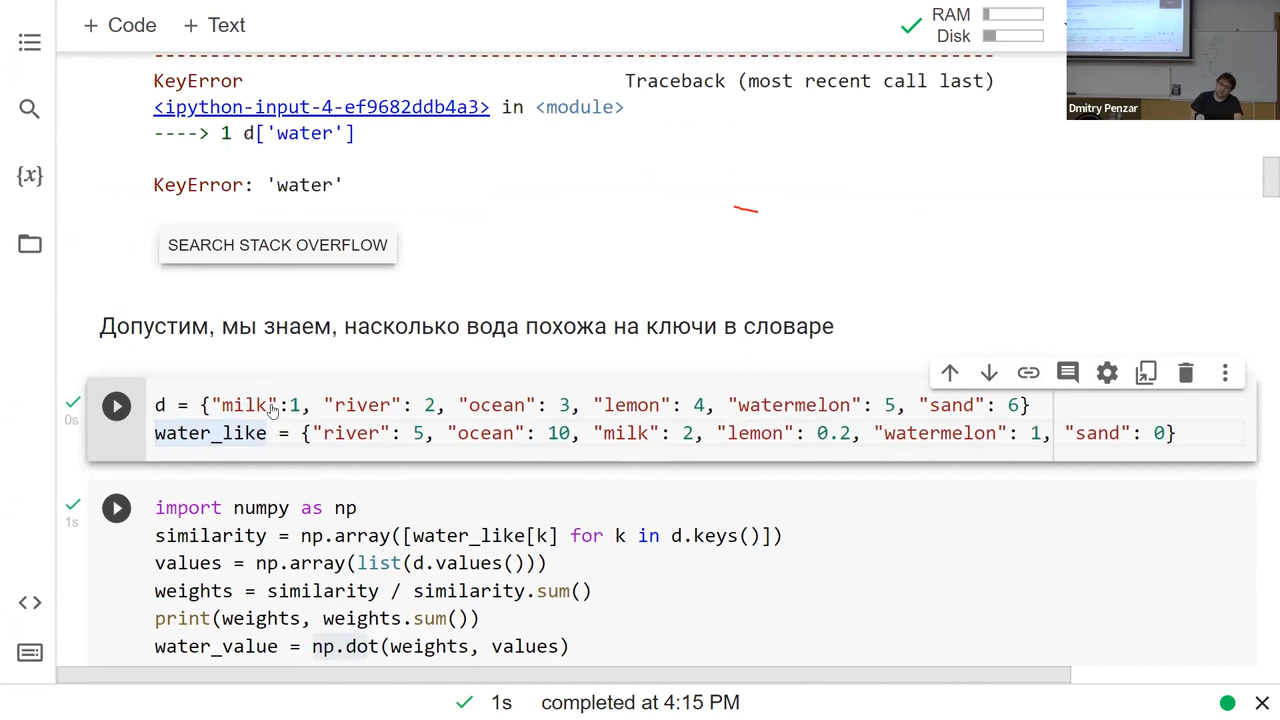 + Code + Text
RAM
Disk
Dmitry Penzar
KeyError Traceback (most recent call last)
<ipython-input-4-ef9682ddb4a3> in <module>
----> 1 d['water']
KeyError: 'water'
SEARCH STACK OVERFLOW
Допустим, мы знаем, насколько вода похожа на ключи в словаре
0s
d = {"milk":1, "river": 2, "ocean": 3, "lemon": 4, "watermelon": 5, "sand": 6}
water_like = {"river": 5, "ocean": 10, "milk": 2, "lemon": 0.2, "watermelon": 1, "sand": 0}
1s
import numpy as np
similarity = np.array([water_like[k] for k in d.keys()])
values = np.array(list(d.values()))
weights = similarity / similarity.sum()
print(weights, weights.sum())
water_value = np.dot(weights, values)
1s completed at 4:15 PM